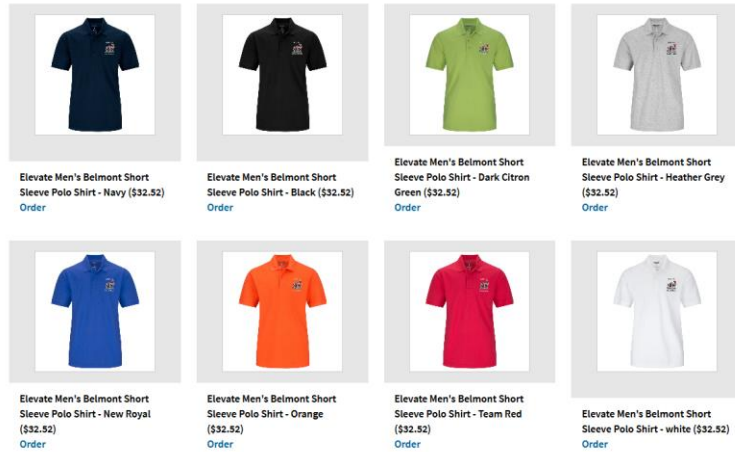 Elevate Men's Belmont Short
Sleeve Polo Shirt - Navy ($32.52)
Order
Elevate Men's Belmont Short
Sleeve Polo Shirt - Black ($32.52)
Order
Elevate Men's Belmont Short
Sleeve Polo Shirt - Dark Citron
Green ($32.52)
Order
Elevate Men's Belmont Short
Sleeve Polo Shirt - Heather Grey
($32.52)
Order
Elevate Men's Belmont Short
Sleeve Polo Shirt - New Royal
($32.52)
Order
Elevate Men's Belmont Short
Sleeve Polo Shirt - Orange
($32.52)
Order
Elevate Men's Belmont Short
Sleeve Polo Shirt - Team Red
($32.52)
Order
Elevate Men's Belmont Short
Sleeve Polo Shirt - white ($32.52)
Order